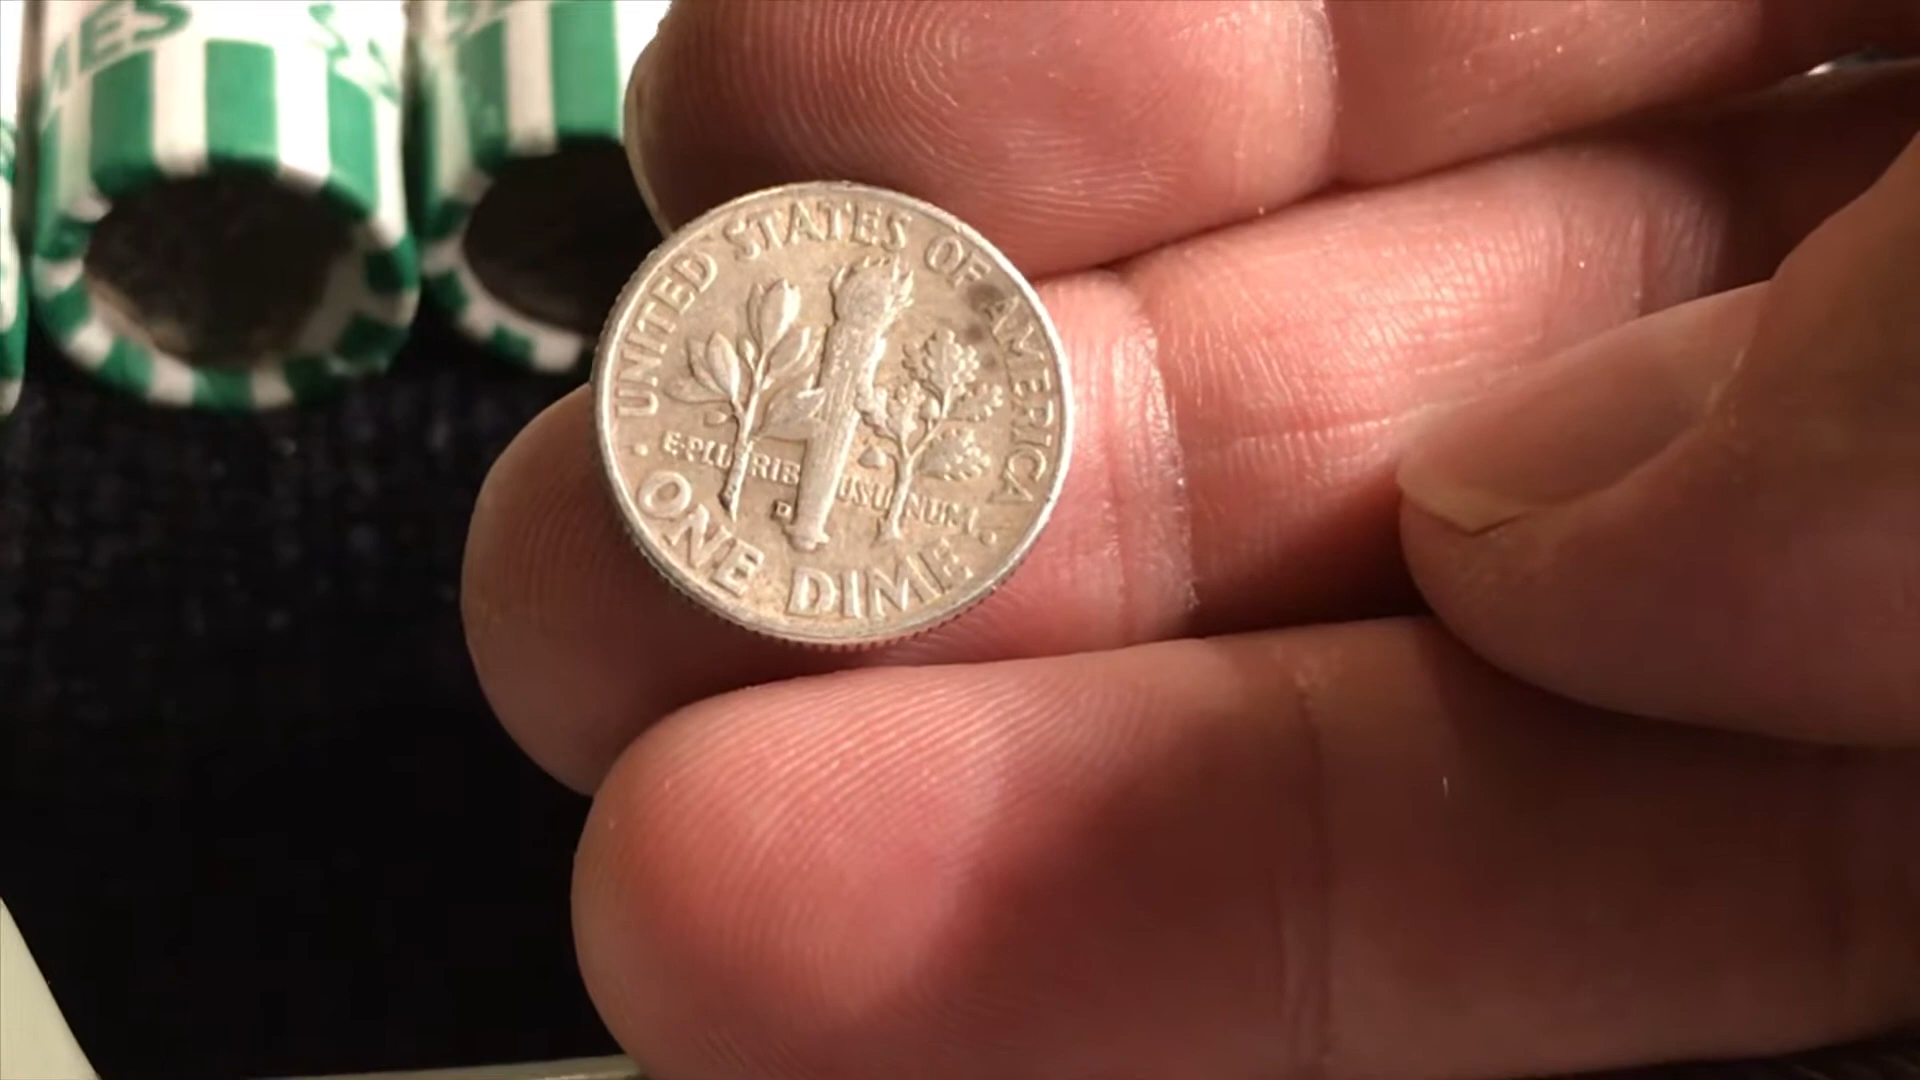 UNITED STATES OF AMERICA
E·PLURIBUS UNUM
D
· ONE DIME ·